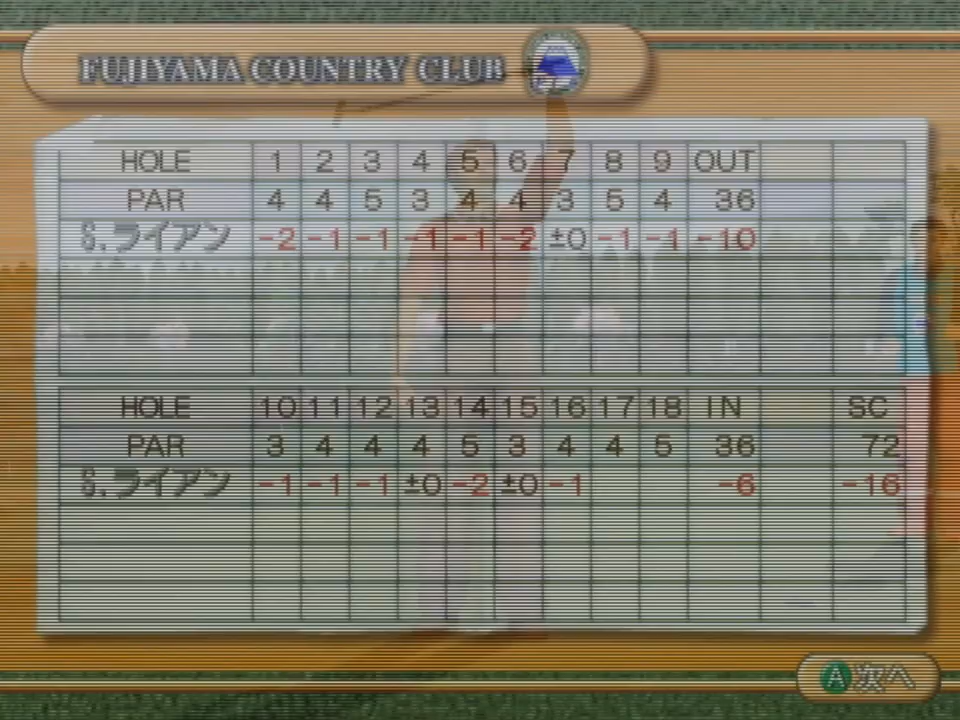 FUJIYAMA COUNTRY CLUB
HOLE 1 2 3 4 5 6 7 8 9 OUT
PAR 4 4 5 3 4 4 3 5 4 36
S.ライアン -2 -1 -1 -1 -1 -2 ±0 -1 -1 -10
HOLE 10 11 12 13 14 15 16 17 18 IN SC
PAR 3 4 4 4 5 3 4 4 5 36 72
S.ライアン -1 -1 -1 ±0 -2 ±0 -1 -6 -16
A 次へ